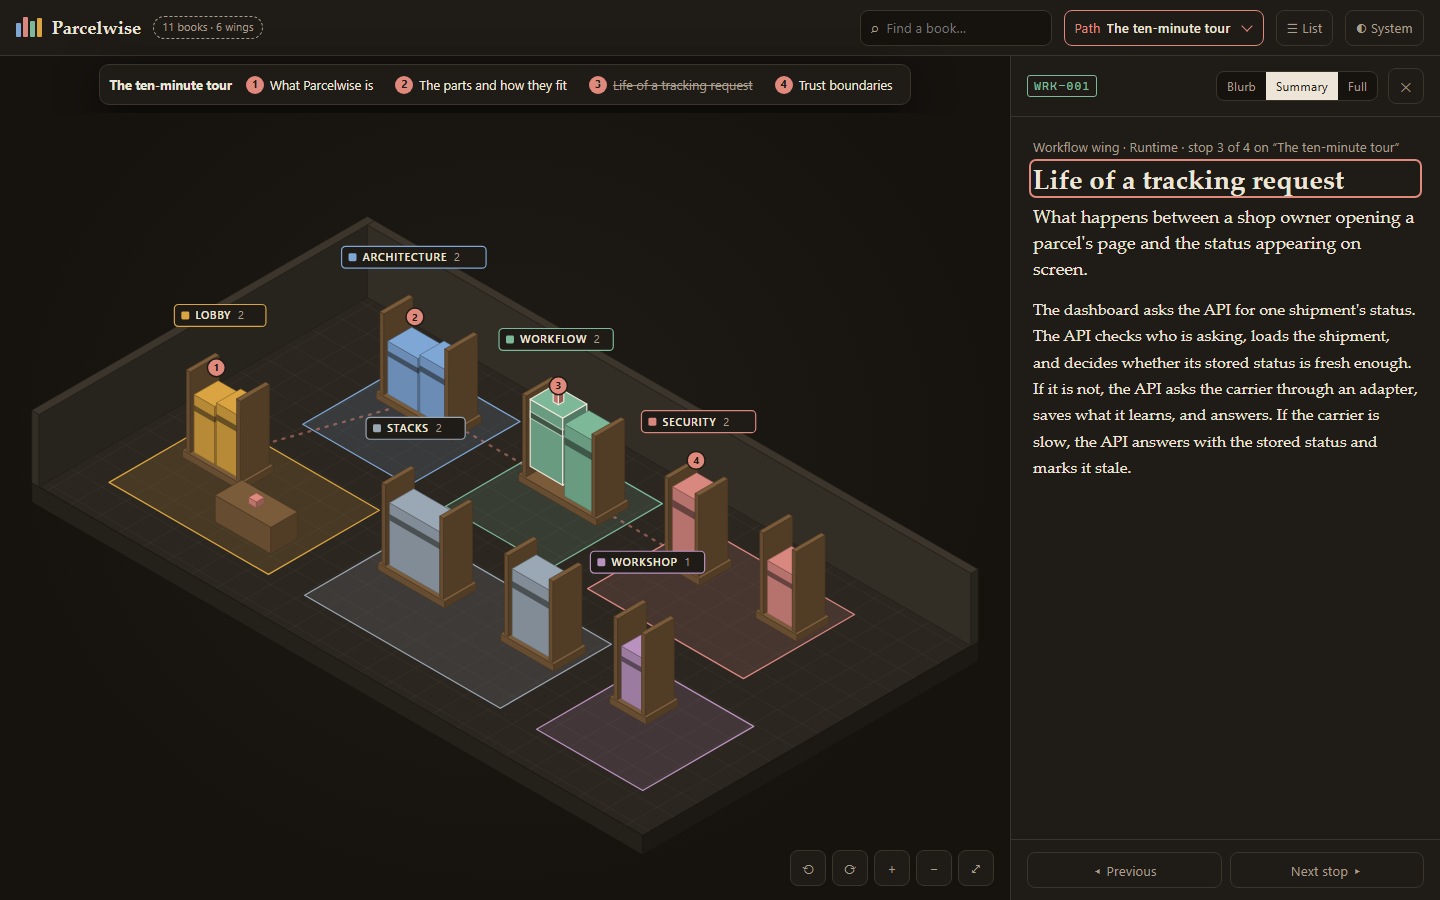 Parcelwise
11 books · 6 wings
Find a book...
Path The ten-minute tour
☰ List
System
The ten-minute tour
1 What Parcelwise is
2 The parts and how they fit
3 Life of a tracking request
4 Trust boundaries
WRK-001
Blurb
Summary
Full
×
Workflow wing · Runtime · stop 3 of 4 on "The ten-minute tour"
Life of a tracking request
What happens between a shop owner opening a
parcel's page and the status appearing on
screen.
The dashboard asks the API for one shipment's status.
The API checks who is asking, loads the shipment,
and decides whether its stored status is fresh enough.
If it is not, the API asks the carrier through an adapter,
saves what it learns, and answers. If the carrier is
slow, the API answers with the stored status and
marks it stale.
ARCHITECTURE 2
LOBBY 2
2
WORKFLOW 2
1
3
SECURITY 2
STACKS 2
4
WORKSHOP 1
+
−
◂ Previous
Next stop ▸